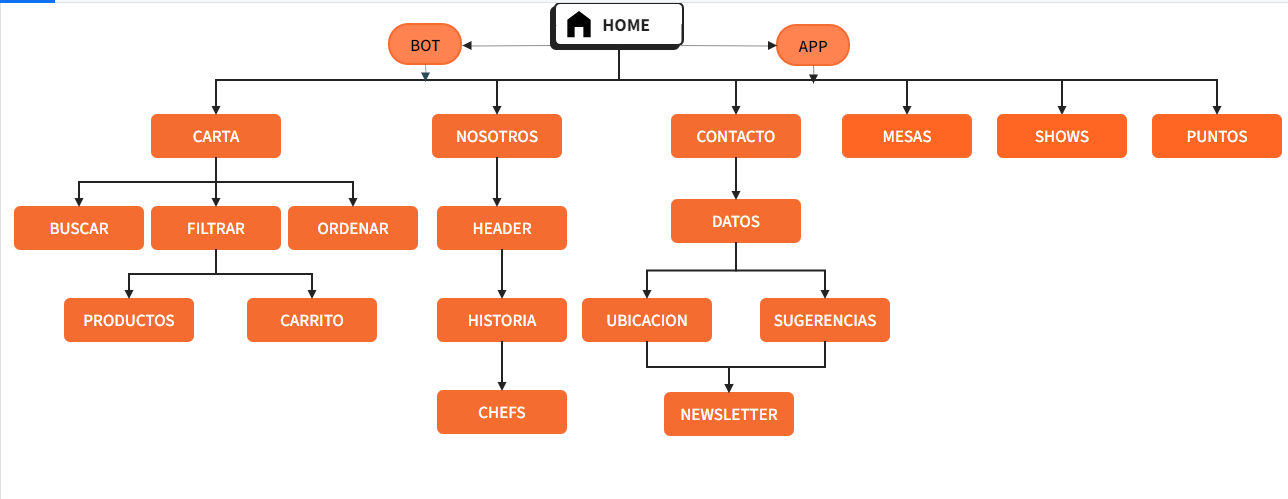 HOME
BOT
APP
CARTA
NOSOTROS
CONTACTO
MESAS
SHOWS
PUNTOS
BUSCAR
FILTRAR
ORDENAR
HEADER
DATOS
PRODUCTOS
CARRITO
HISTORIA
UBICACION
SUGERENCIAS
CHEFS
NEWSLETTER